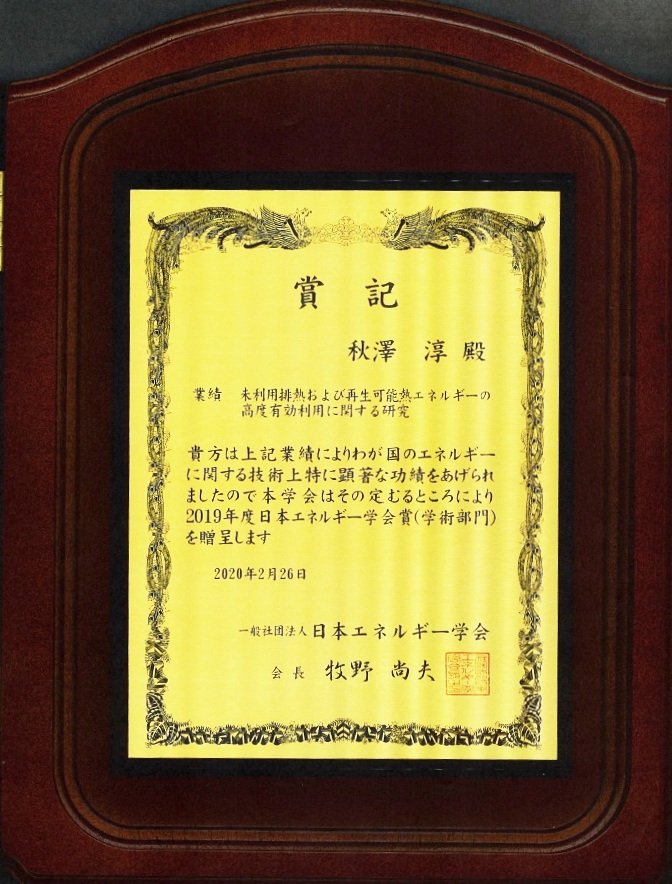 賞 記
秋澤 淳 殿
業績 未利用排熱および再生可能熱エネルギーの
高度有効利用に関する研究
貴方は上記業績によりわが国のエネルギー
に関する技術上特に顕著な功績をあげられ
ましたので本学会はその定むるところにより
2019年度日本エネルギー学会賞(学術部門)
を贈呈します
2020年2月26日
一般社団法人 日本エネルギー学会
会長 牧野 尚夫